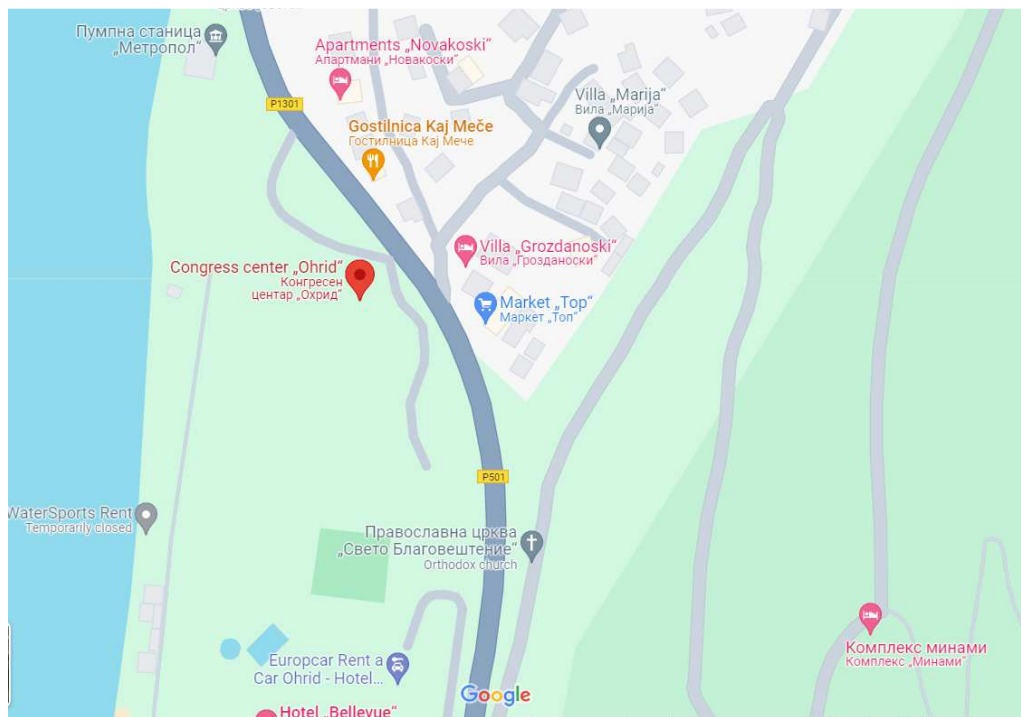 Пумпна станица
„Метропол“
Apartments „Novakoski“
Апартмани „Новакоски“
P1301
Villa „Marija“
Вила „Марија“
Gostilnica Kaj Meče
Гостилница Кај Мече
Villa „Grozdanoski“
Вила „Грозданоски“
Congress center „Ohrid“
Конгресен
центар „Охрид“
Market „Top“
Маркет „Топ“
P501
WaterSports Rent
Temporarily closed
Православна црква
„Свето Благовештение“
Orthodox church
Комплекс минами
Комплекс „Минами“
Europcar Rent a
Car Ohrid - Hotel...
Google
Hotel „Bellevue“